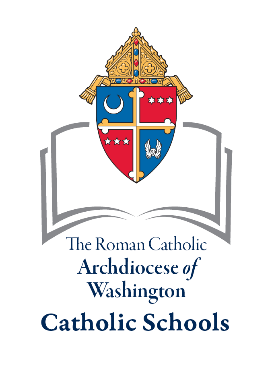 The Roman Catholic
Archdiocese of
Washington
Catholic Schools